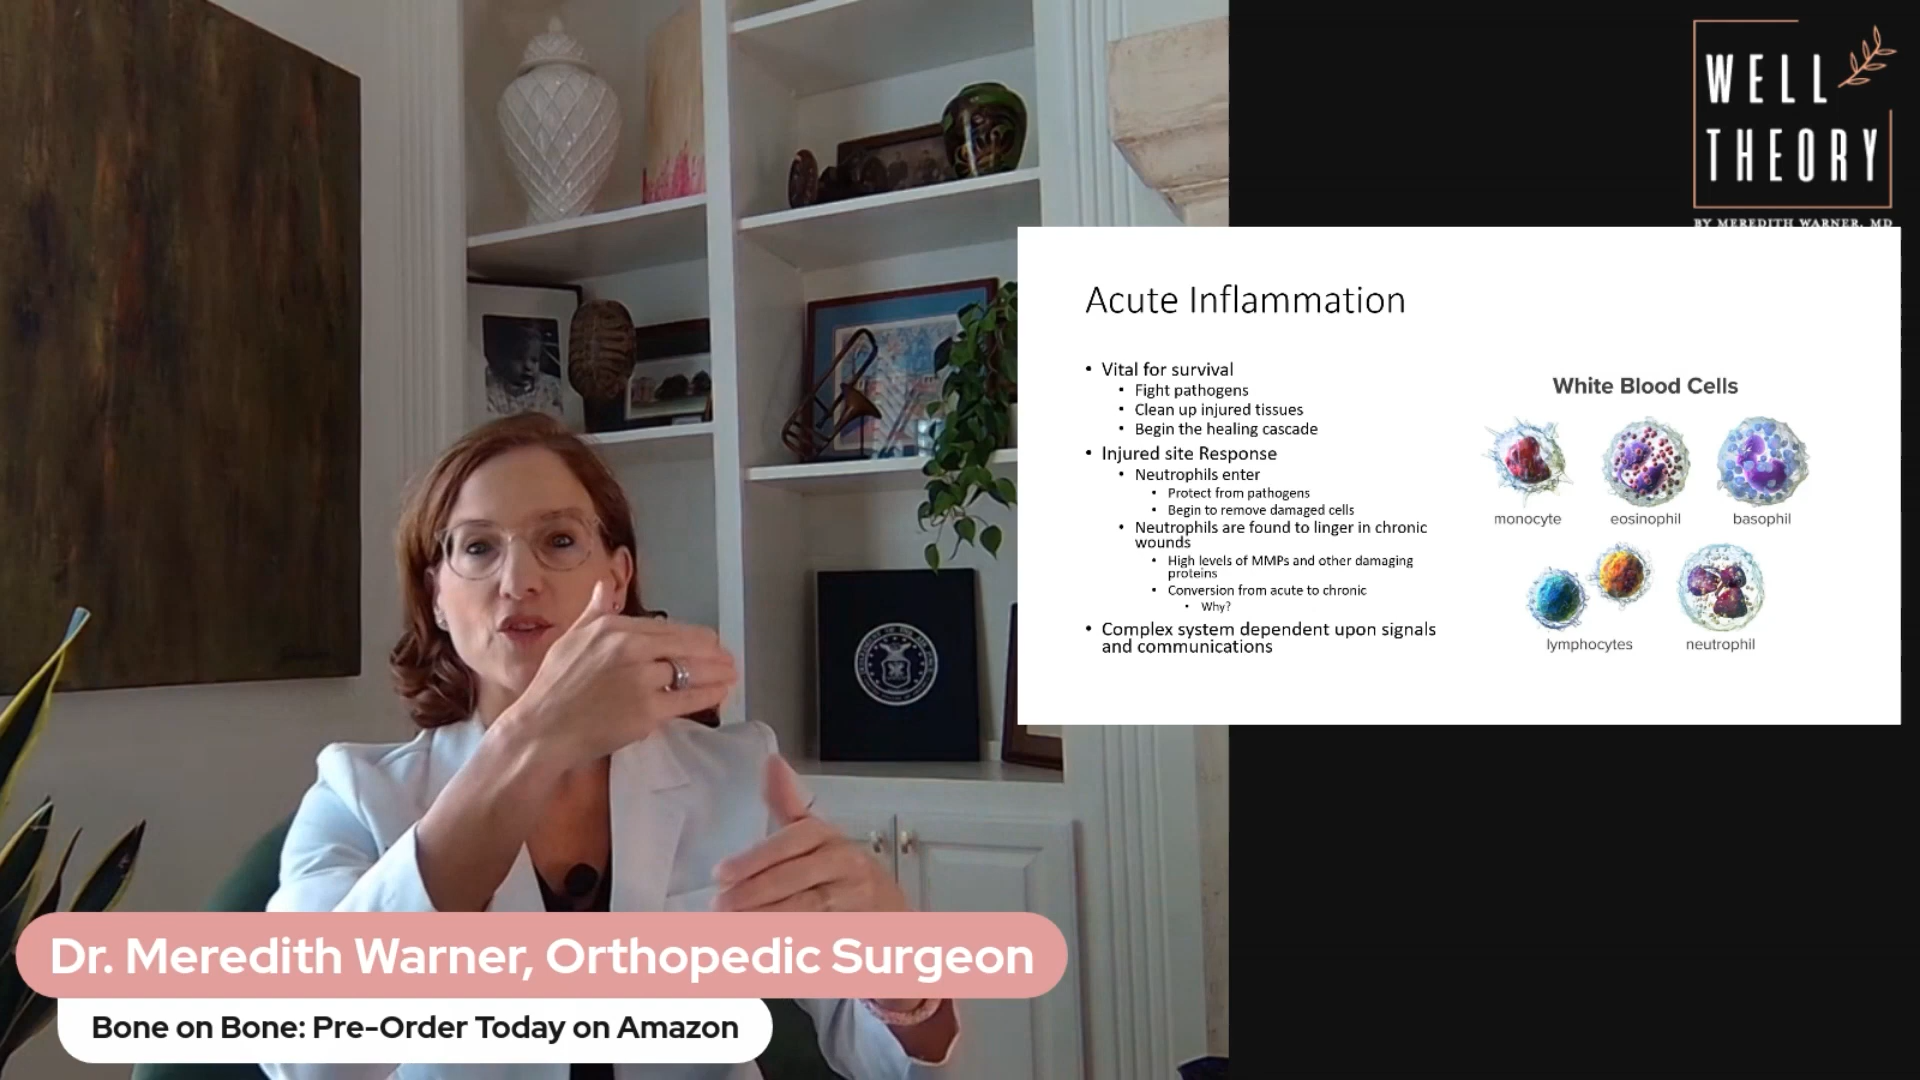 WELL
THEORY
BY MEREDITH WARNER, MD
Acute Inflammation
• Vital for survival
• Fight pathogens
• Clean up injured tissues
• Begin the healing cascade
• Injured site Response
• Neutrophils enter
• Protect from pathogens
• Begin to remove damaged cells
• Neutrophils are found to linger in chronic
wounds
• High levels of MMPs and other damaging
proteins
• Conversion from acute to chronic
• Why?
• Complex system dependent upon signals
and communications
White Blood Cells
monocyte
eosinophil
basophil
lymphocytes
neutrophil
Dr. Meredith Warner, Orthopedic Surgeon
Bone on Bone: Pre-Order Today on Amazon